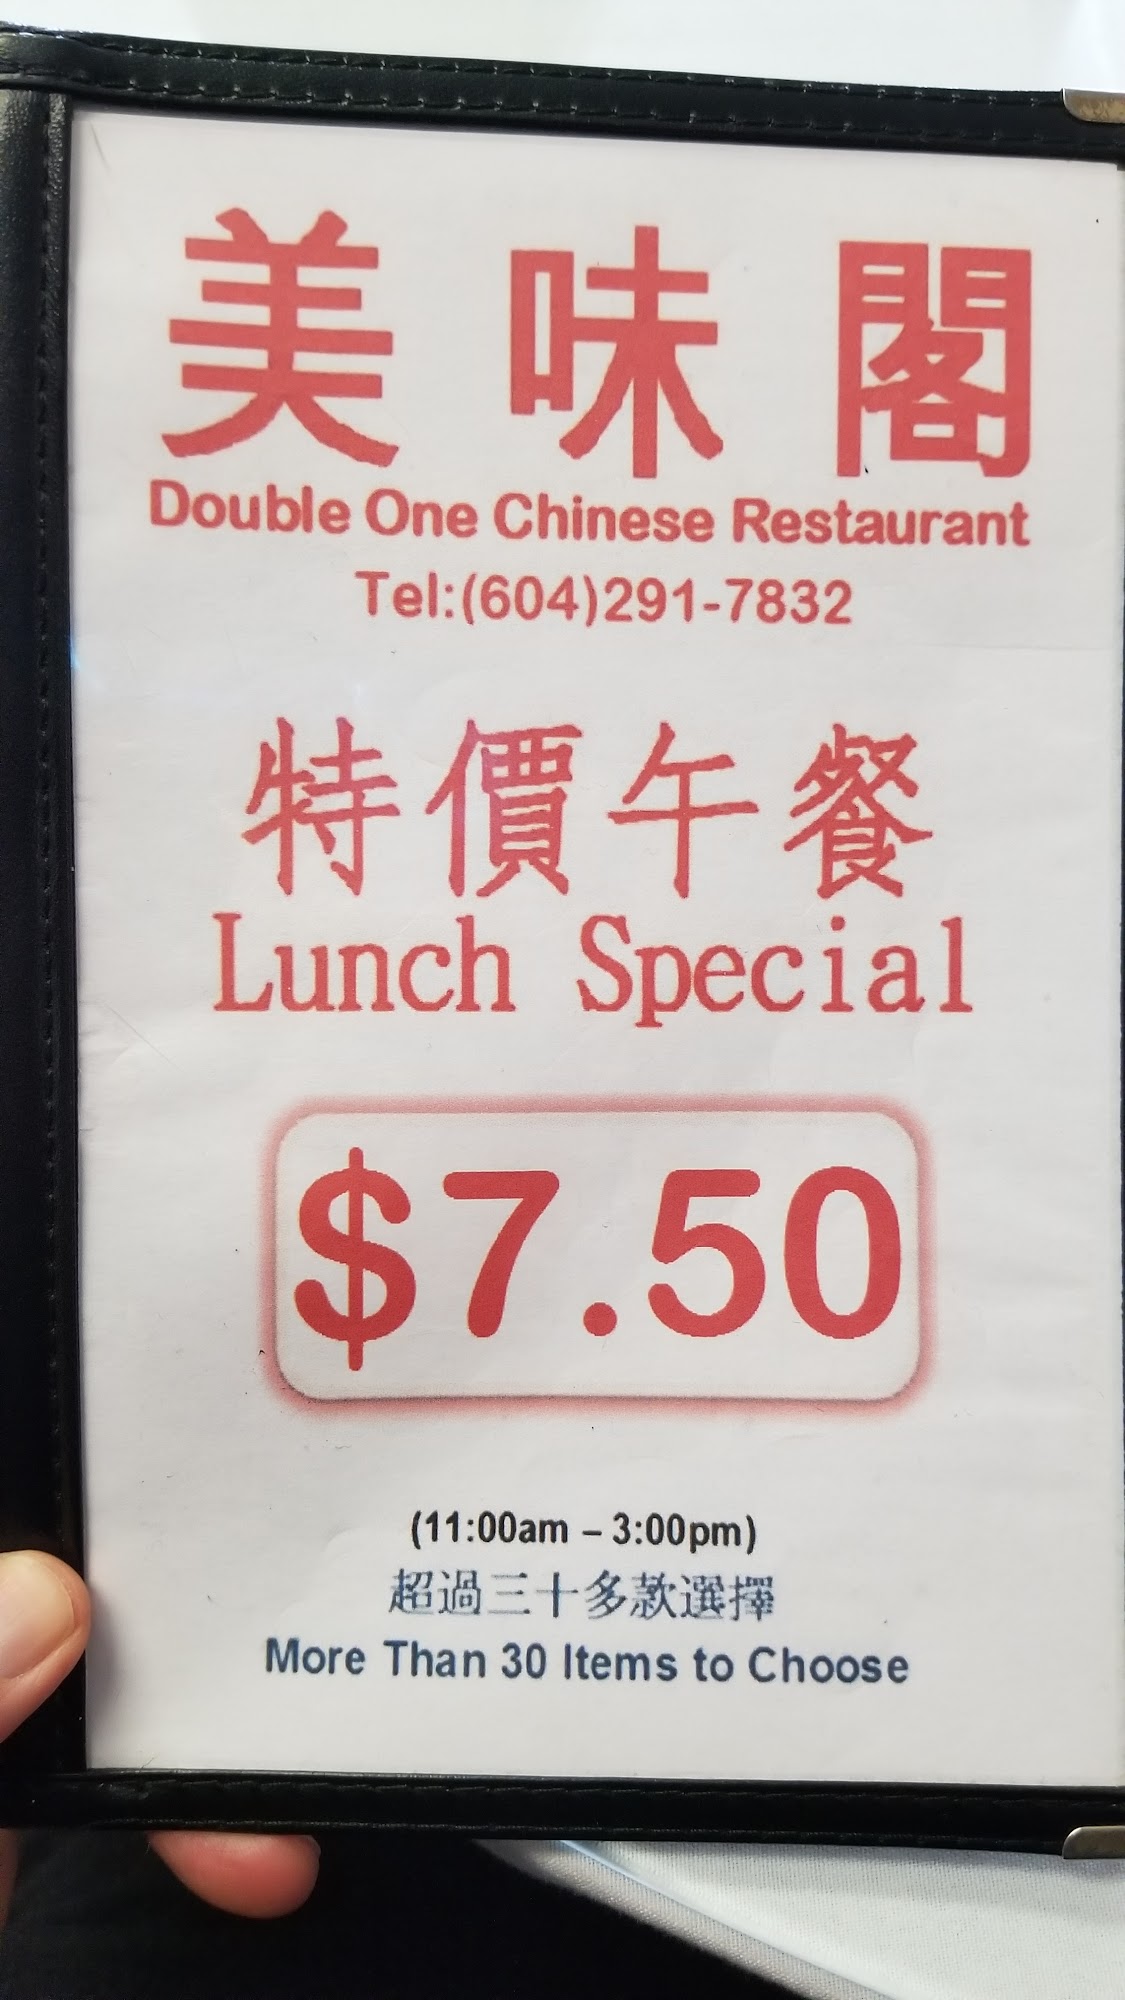 美味閣
Double One Chinese Restaurant
Tel:(604)291-7832
特價午餐
Lunch Special
$7.50
(11:00am – 3:00pm)
超過三十多款選擇
More Than 30 Items to Choose